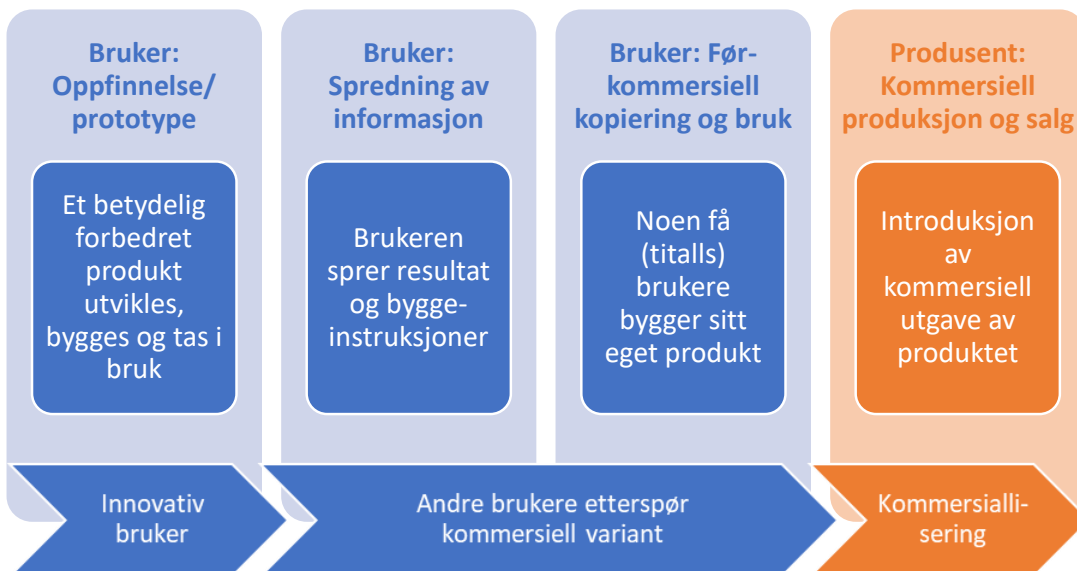 Bruker:
Oppfinnelse/
prototype
Et betydelig
forbedret
produkt
utvikles,
bygges og tas i
bruk
Bruker:
Spredning av
informasjon
Brukeren
sprer resultat
og bygge-
instruksjoner
Bruker: Før-
kommersiell
kopiering og bruk
Noen få
(titalls)
brukere
bygger sitt
eget produkt
Produsent:
Kommersiell
produksjon og salg
Introduksjon
av
kommersiell
utgave av
produktet
Innovativ
bruker
Andre brukere etterspør
kommersiell variant
Kommersialli-
sering